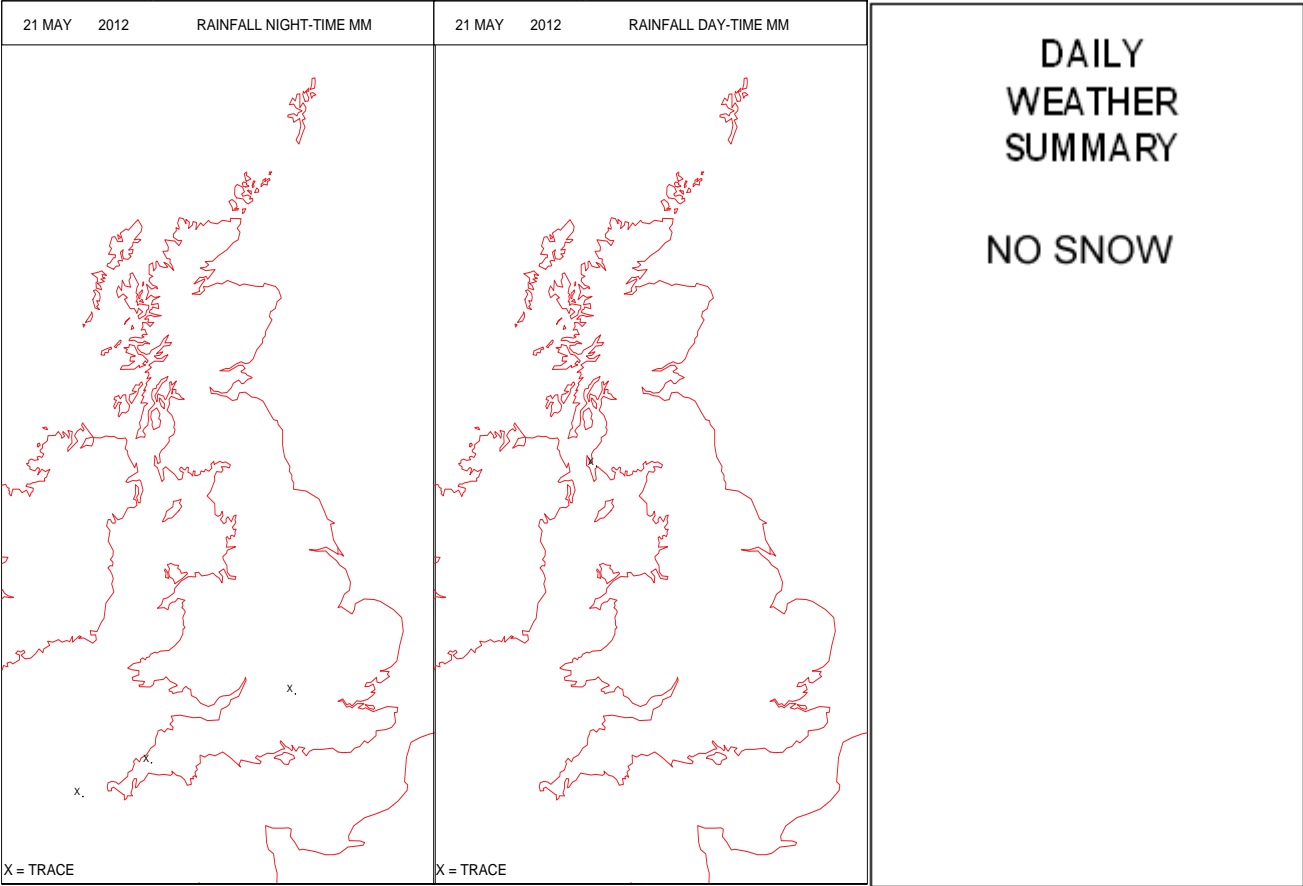 21 MAY 2012 RAINFALL NIGHT-TIME MM
X.
X.
X.
X = TRACE
21 MAY 2012 RAINFALL DAY-TIME MM
X.
X = TRACE
DAILY
WEATHER
SUMMARY
NO SNOW